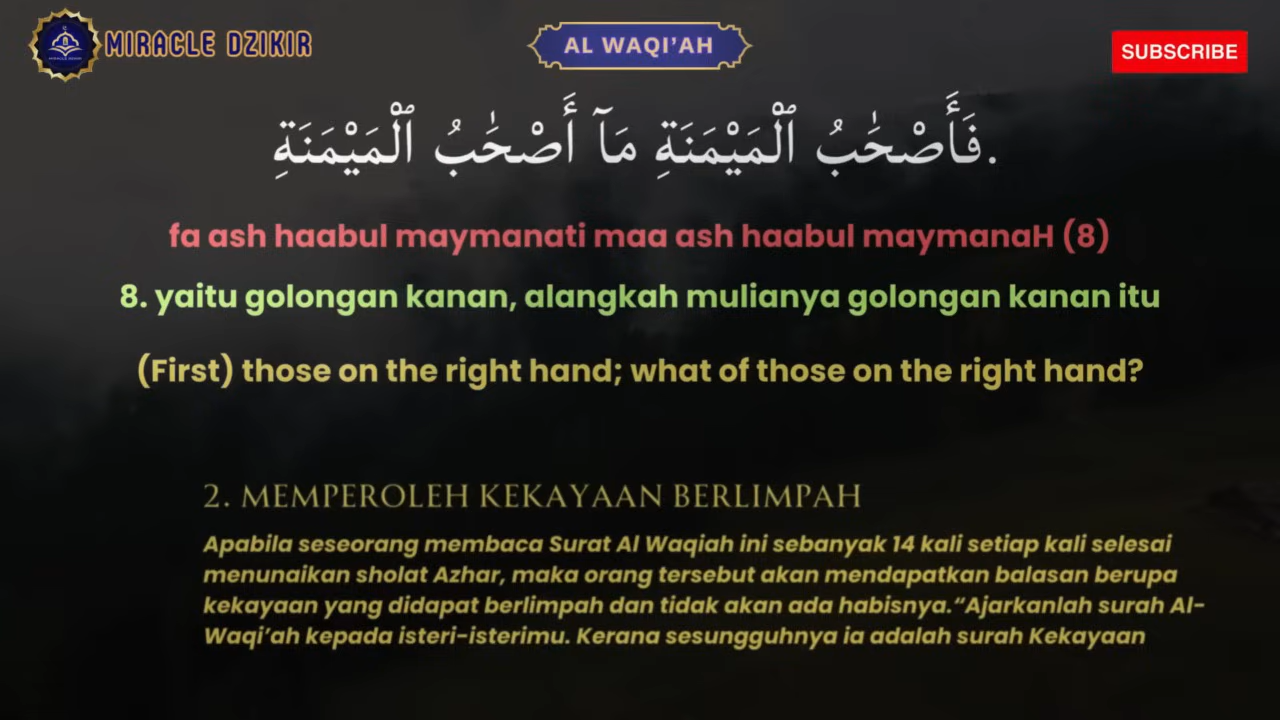 MIRACLE DZIKIR
AL WAQI'AH
SUBSCRIBE
فَأَصْحَٰبُ ٱلْمَيْمَنَةِ مَآ أَصْحَٰبُ ٱلْمَيْمَنَةِ.
fa ash haabul maymanati maa ash haabul maymanaH (8)
8. yaitu golongan kanan, alangkah mulianya golongan kanan itu
(First) those on the right hand; what of those on the right hand?
2. MEMPEROLEH KEKAYAAN BERLIMPAH
Apabila seseorang membaca Surat Al Waqiah ini sebanyak 14 kali setiap kali selesai
menunaikan sholat Azhar, maka orang tersebut akan mendapatkan balasan berupa
kekayaan yang didapat berlimpah dan tidak akan ada habisnya.“Ajarkanlah surah Al-
Waqi’ah kepada isteri-isterimu. Kerana sesungguhnya ia adalah surah Kekayaan